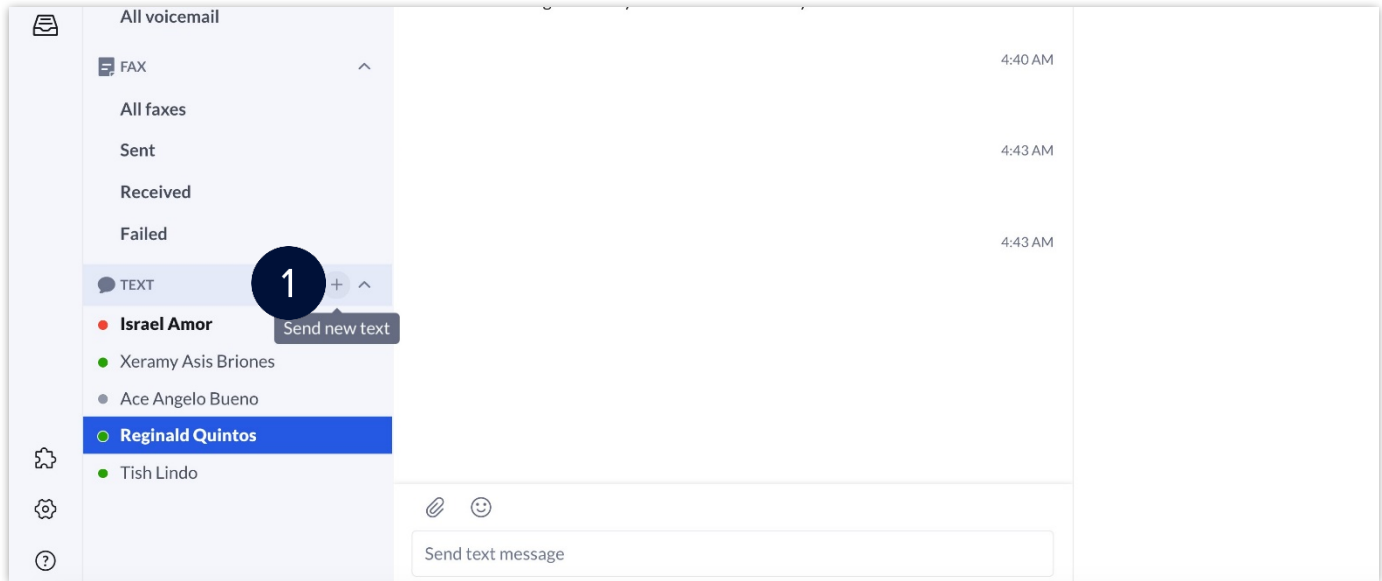 All voicemail
FAX
4:40 AM
All faxes
Sent
4:43 AM
Received
Failed
4:43 AM
TEXT
1
+
Israel Amor
Send new text
Xeramy Asis Briones
Ace Angelo Bueno
Reginald Quintos
Tish Lindo
Send text message
?